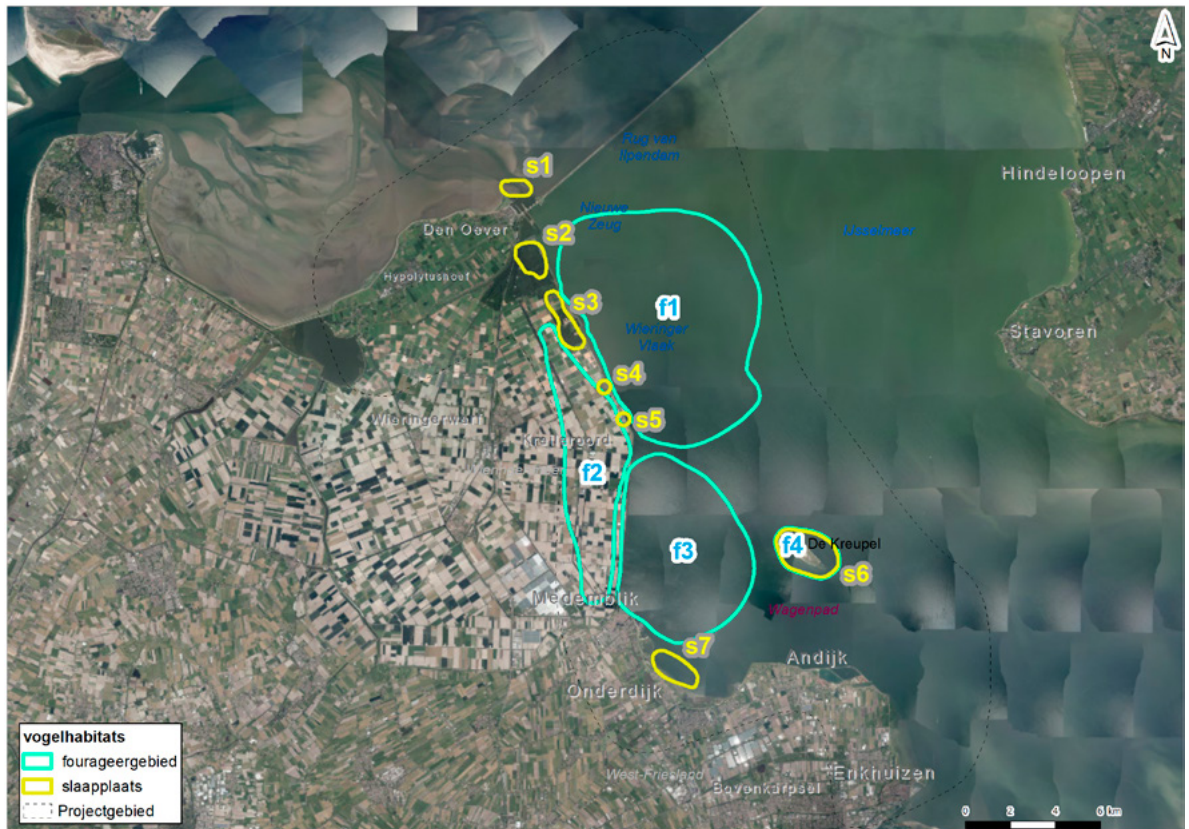 N
Rug van
Ijpendam
Hindeloopen
s1
Nieuwe
Zeug
Den Oever
s2
IJsselmeer
Hypolytushoef
s3
f1
Wieringer
Vlaak
Stavoren
s4
s5
Kreileroord
f2
f3
f4
De Kreupel
s6
Medemblik
Wagenpad
s7
Andijk
Onderdijk
West-Friesland
Enkhuizen
Bovenkarpsel
vogelhabitats
fourageergebied
slaapplaats
Projectgebied
0 2 4 6 km